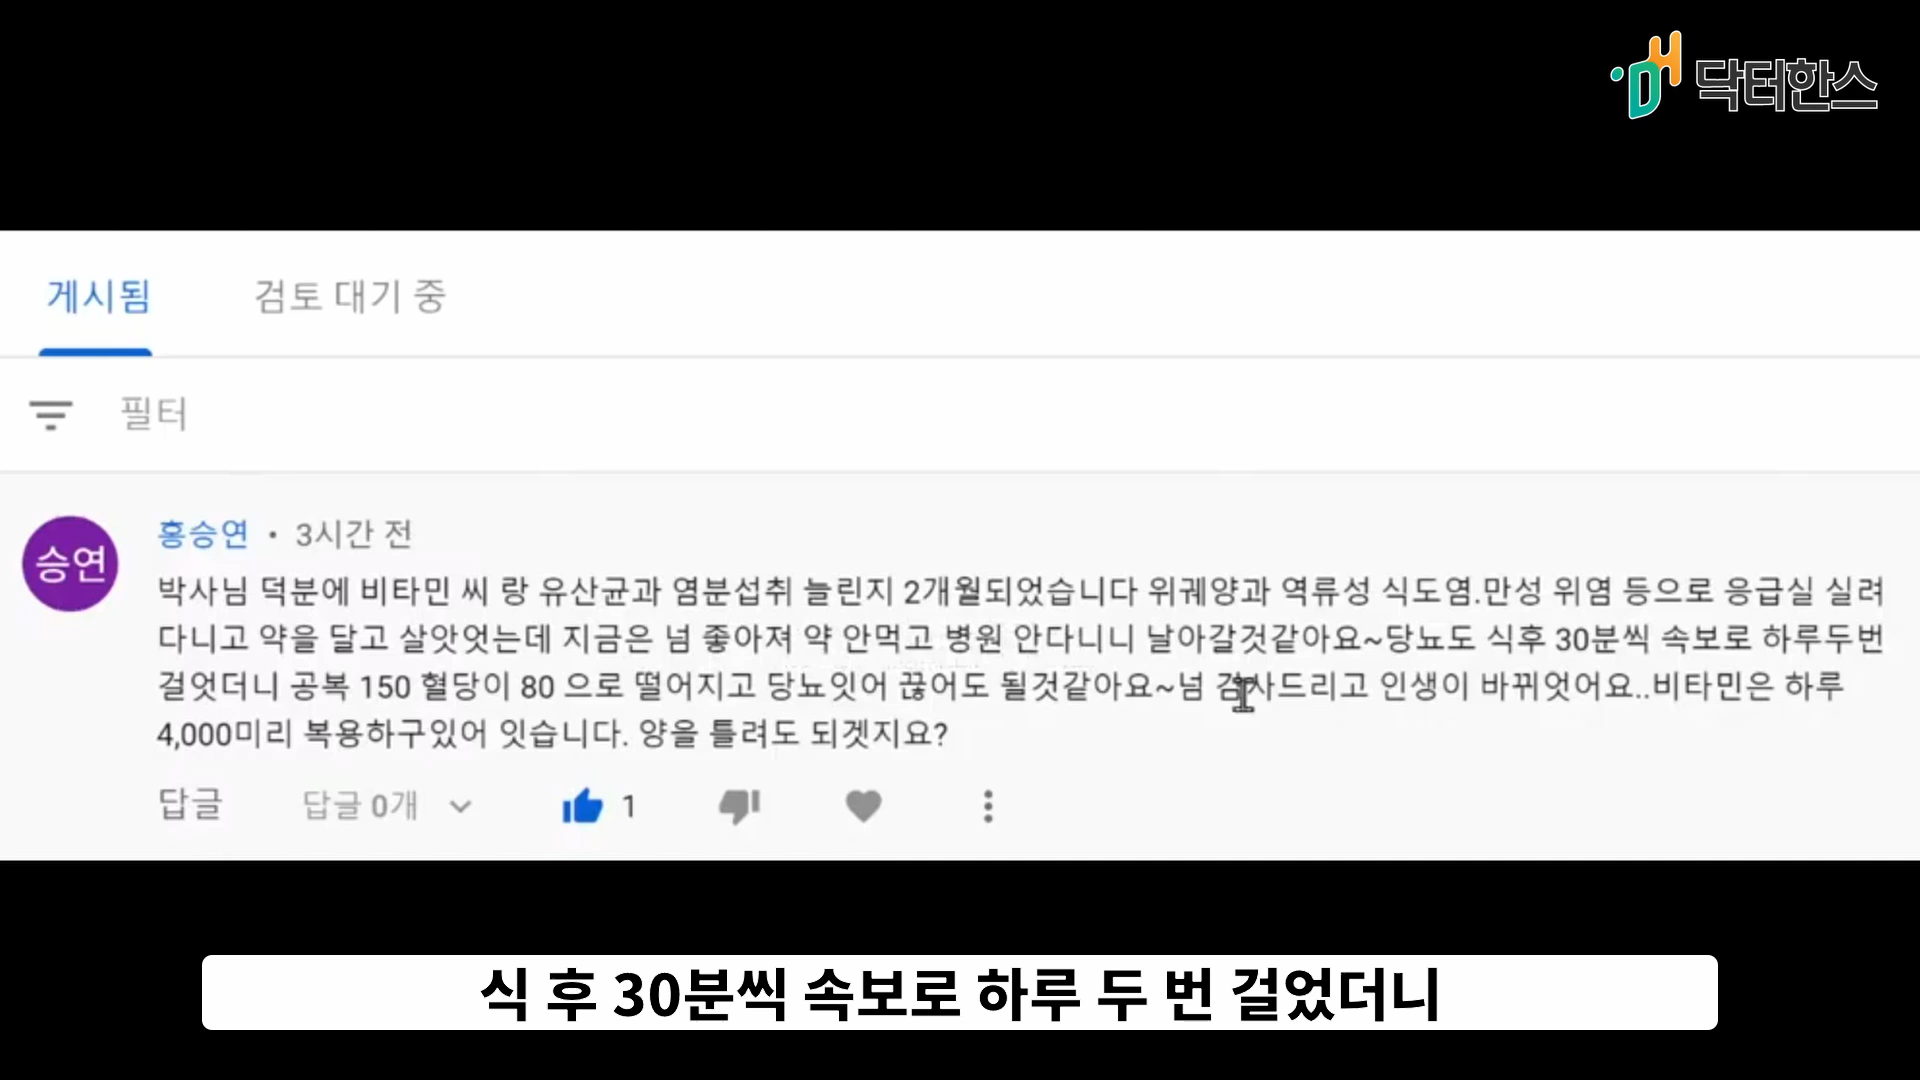 닥터한스
게시됨 검토 대기 중
필터
승연
홍승연 • 3시간 전
박사님 덕분에 비타민 씨 랑 유산균과 염분섭취 늘린지 2개월되었습니다 위궤양과 역류성 식도염.만성 위염 등으로 응급실 실려
다니고 약을 달고 살앗엇는데 지금은 넘 좋아져 약 안먹고 병원 안다니니 날아갈것같아요~당뇨도 식후 30분씩 속보로 하루두번
걸엇더니 공복 150 혈당이 80 으로 떨어지고 당뇨잇어 끊어도 될것같아요~넘 감사드리고 인생이 바뀌엇어요..비타민은 하루
4,000미리 복용하구있어 잇습니다. 양을 틀려도 되겟지요?
답글 답글 0개 1
식 후 30분씩 속보로 하루 두 번 걸었더니